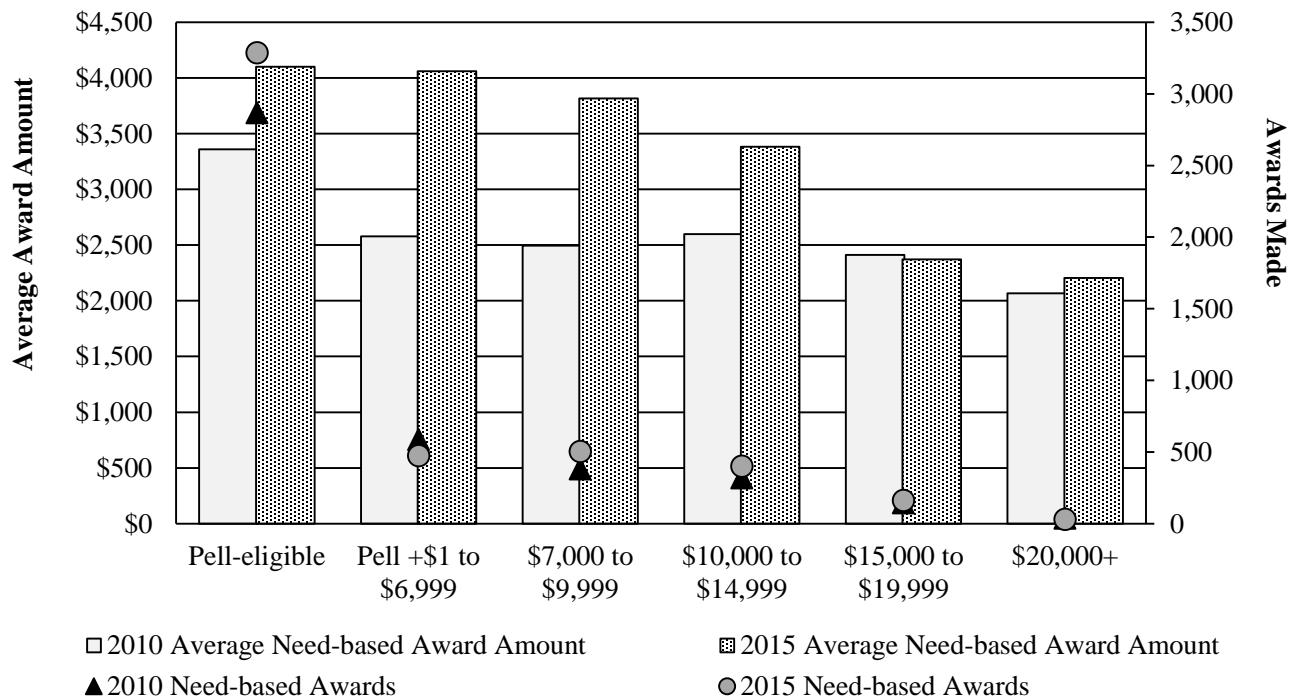 $4,500
$4,000
$3,500
$3,000
$2,500
$2,000
$1,500
$1,000
$500
$0
Average Award Amount
3,500
3,000
2,500
2,000
1,500
1,000
500
0
Awards Made
Pell-eligible
Pell +$1 to
$6,999
$7,000 to
$9,999
$10,000 to
$14,999
$15,000 to
$19,999
$20,000+
2010 Average Need-based Award Amount
2015 Average Need-based Award Amount
2010 Need-based Awards
2015 Need-based Awards